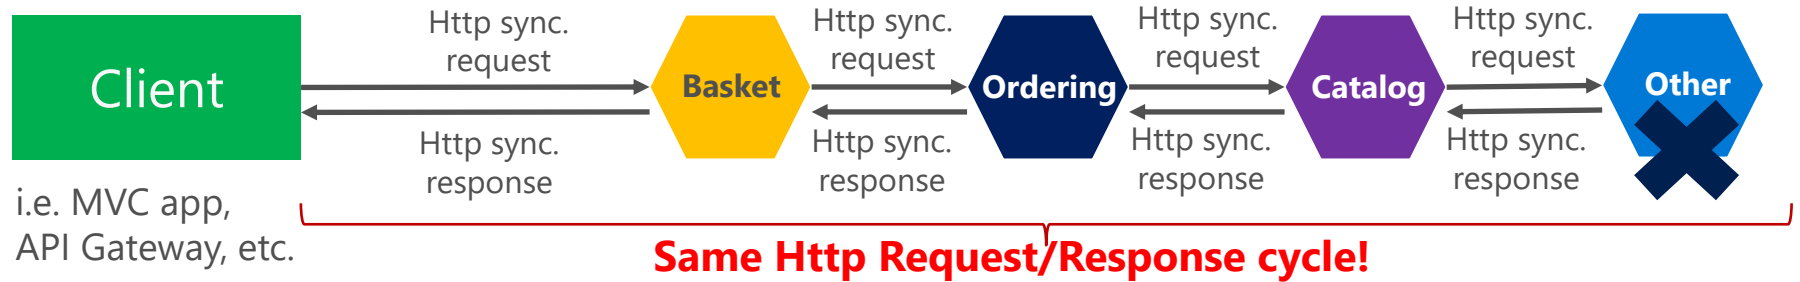 Client
i.e. MVC app,
API Gateway, etc.
Http sync.
request
Http sync.
response
Basket
Http sync.
request
Http sync.
response
Ordering
Http sync.
request
Http sync.
response
Catalog
Http sync.
request
Http sync.
response
Other
Same Http Request/Response cycle!